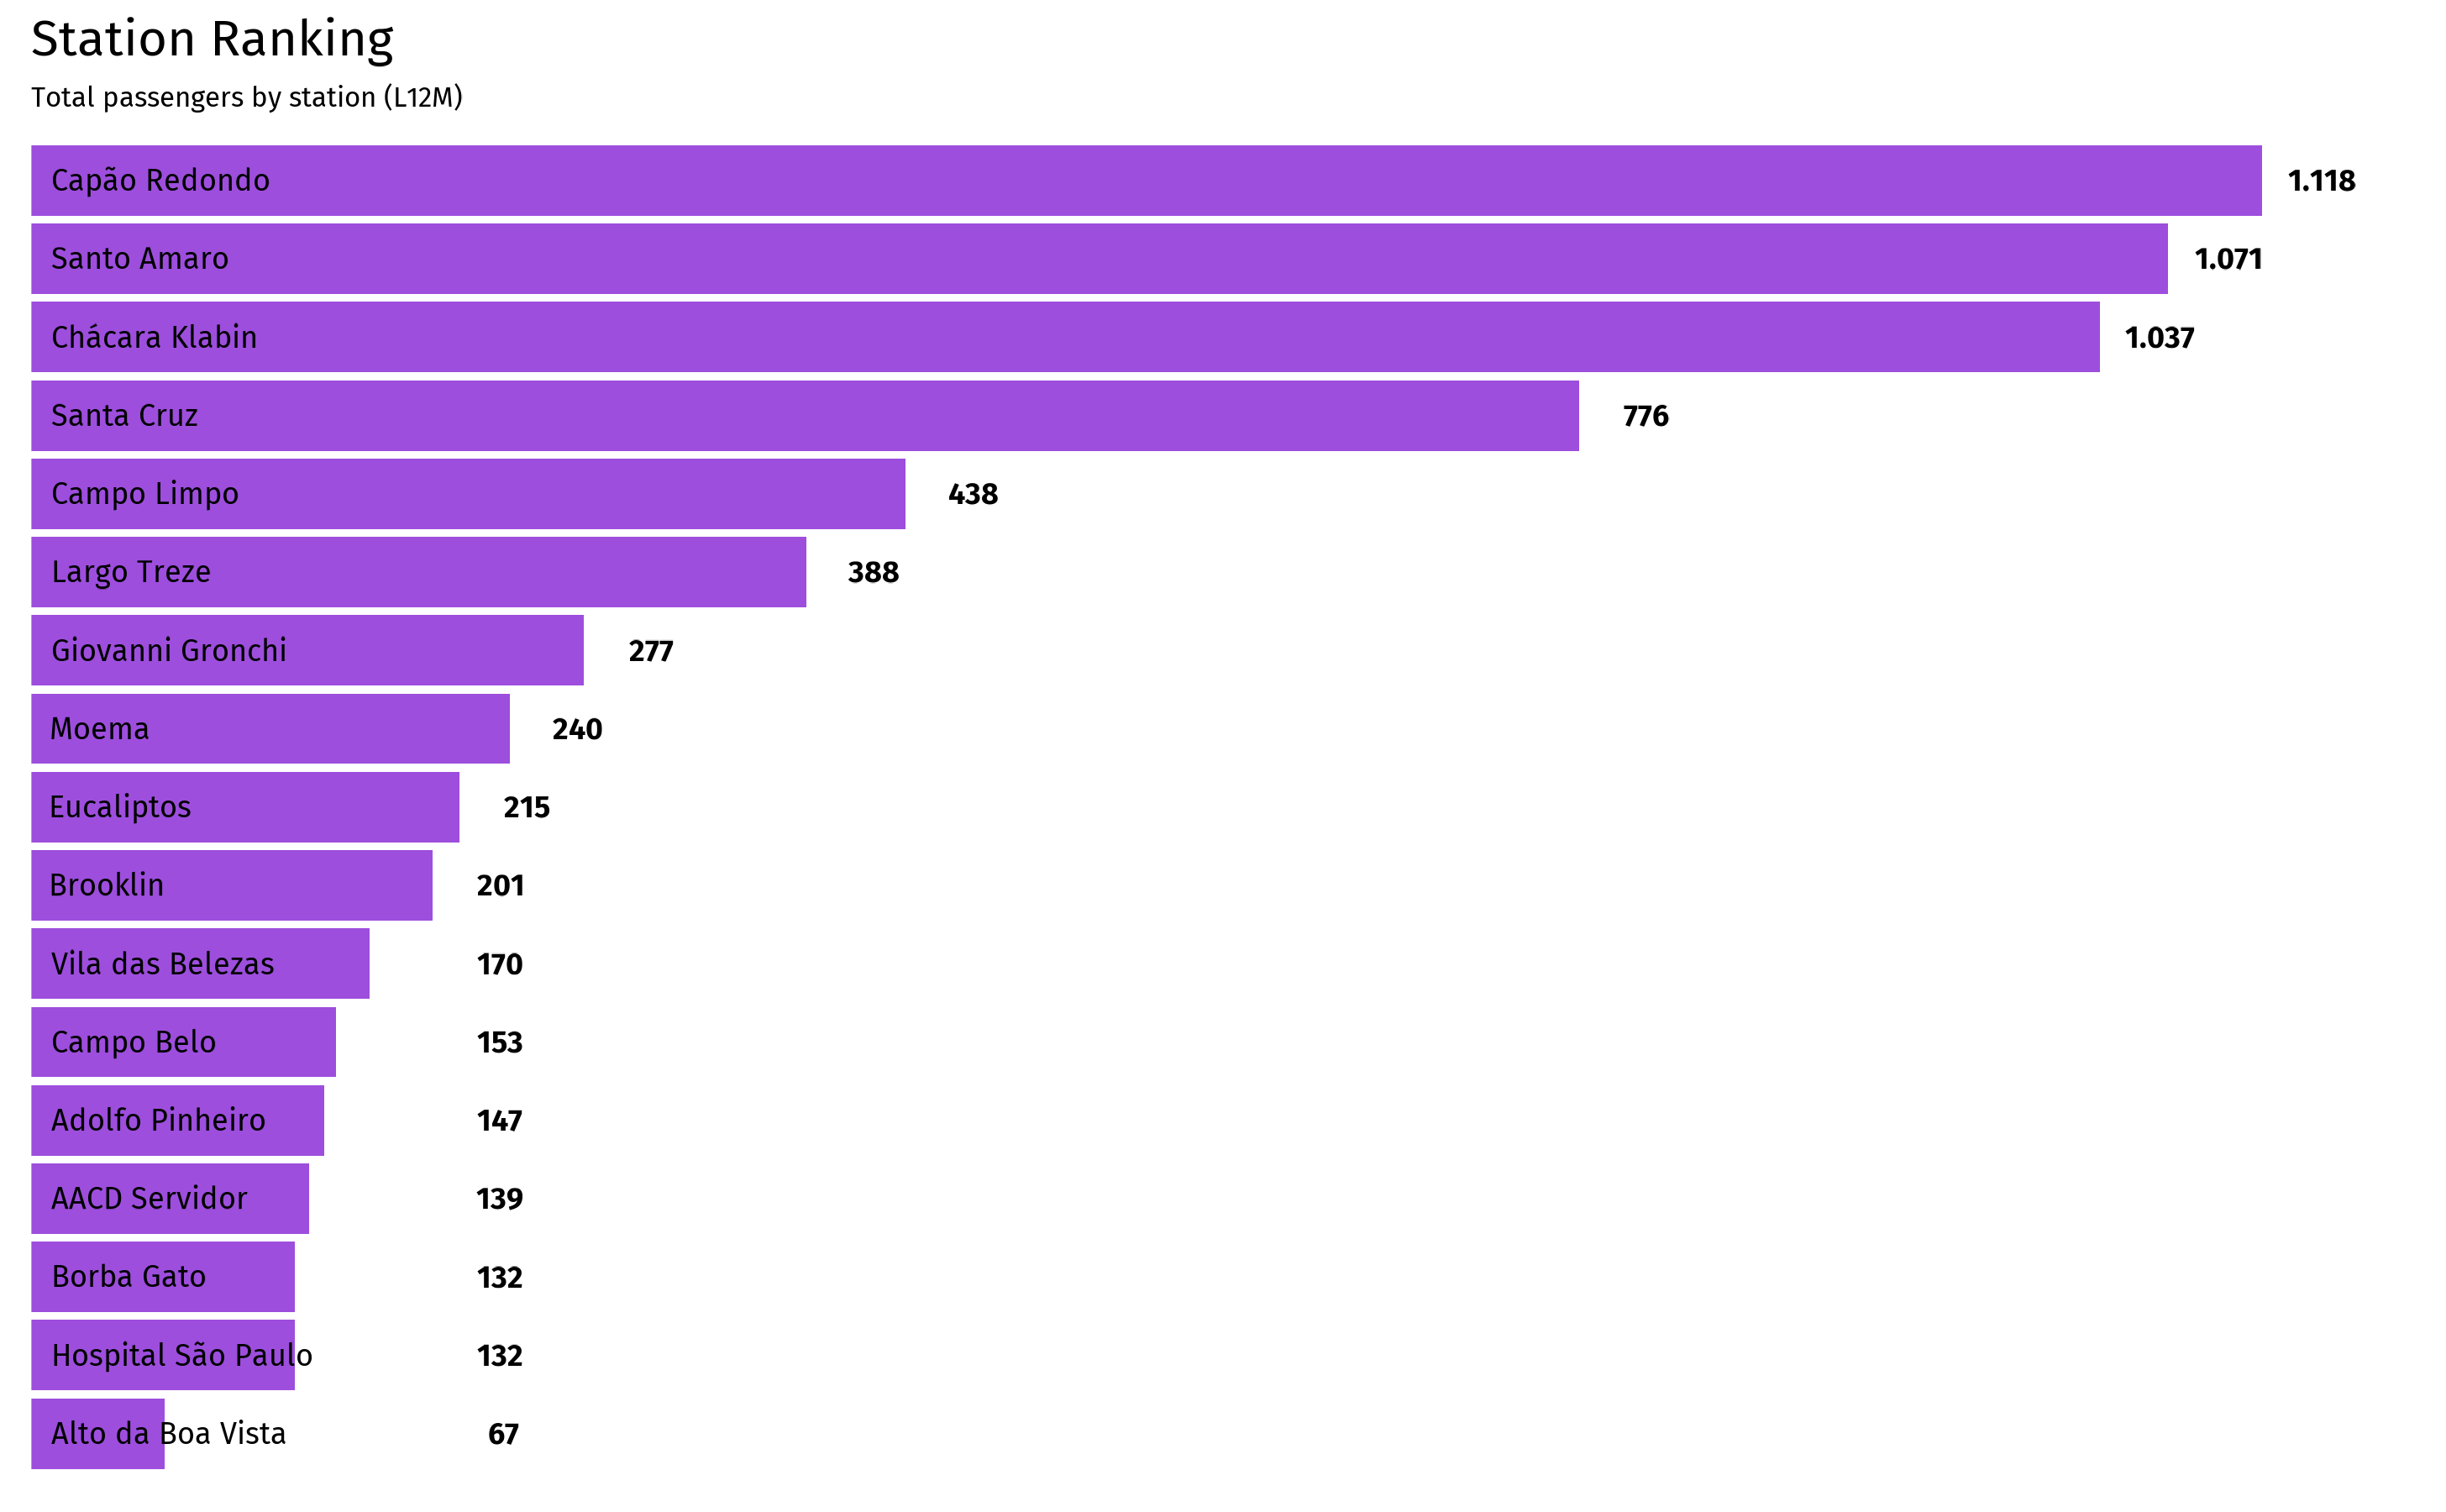 Station Ranking
Total passengers by station (L12M)
Capão Redondo 1.118
Santo Amaro 1.071
Chácara Klabin 1.037
Santa Cruz 776
Campo Limpo 438
Largo Treze 388
Giovanni Gronchi 277
Moema 240
Eucaliptos 215
Brooklin 201
Vila das Belezas 170
Campo Belo 153
Adolfo Pinheiro 147
AACD Servidor 139
Borba Gato 132
Hospital São Paulo 132
Alto da Boa Vista 67